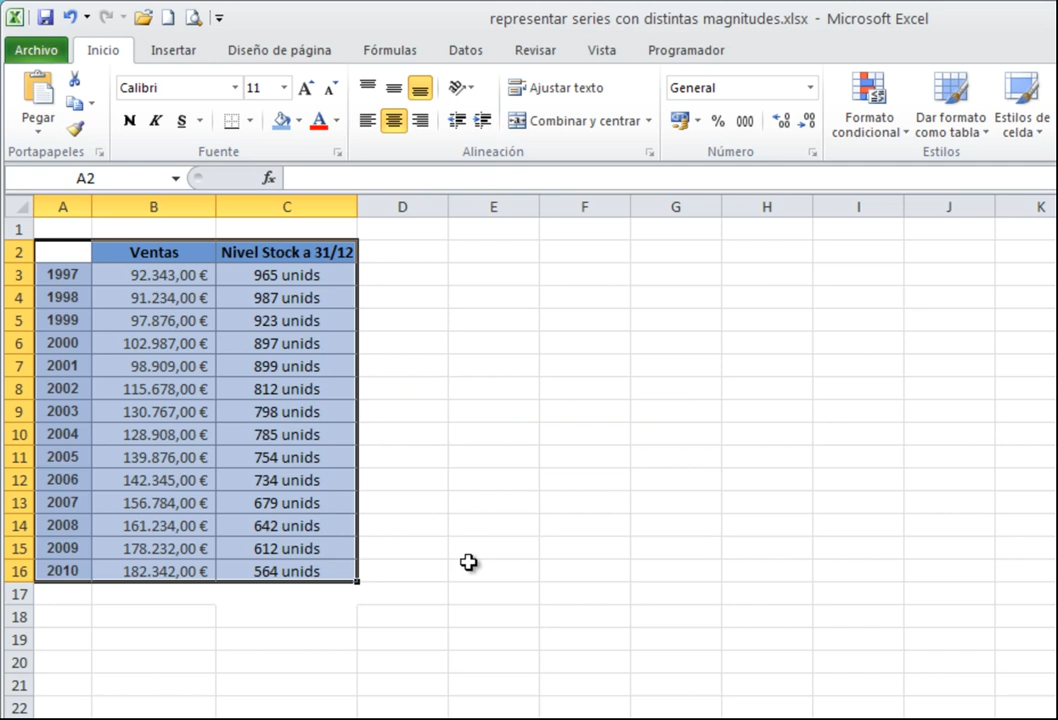 representar series con distintas magnitudes.xlsx - Microsoft Excel
Archivo Inicio Insertar Diseño de página Fórmulas Datos Revisar Vista Programador
Pegar
Calibri 11
N K S A
Ajustar texto
Combinar y centrar
General
% 000
Formato condicional
Dar formato como tabla
Estilos de celda
Portapapeles Fuente Alineación Número Estilos
A2 fx
A B C D E F G H I J K
1
2 Ventas Nivel Stock a 31/12
3 1997 92.343,00 € 965 unids
4 1998 91.234,00 € 987 unids
5 1999 97.876,00 € 923 unids
6 2000 102.987,00 € 897 unids
7 2001 98.909,00 € 899 unids
8 2002 115.678,00 € 812 unids
9 2003 130.767,00 € 798 unids
10 2004 128.908,00 € 785 unids
11 2005 139.876,00 € 754 unids
12 2006 142.345,00 € 734 unids
13 2007 156.784,00 € 679 unids
14 2008 161.234,00 € 642 unids
15 2009 178.232,00 € 612 unids
16 2010 182.342,00 € 564 unids
17
18
19
20
21
22